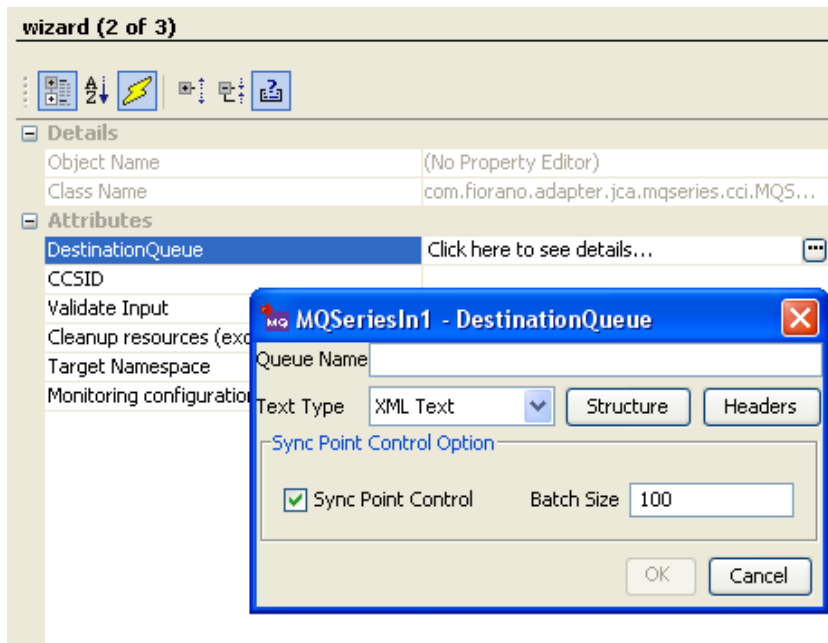 wizard (2 of 3)
Details
Object Name (No Property Editor)
Class Name com.fiorano.adapter.jca.mqseries.cci.MQS...
Attributes
DestinationQueue Click here to see details...
CCSID
Validate Input
Cleanup resources (exc
Target Namespace
Monitoring configuration
MQ MQSeriesIn1 - DestinationQueue
Queue Name
Text Type XML Text Structure Headers
Sync Point Control Option
Sync Point Control Batch Size 100
OK Cancel